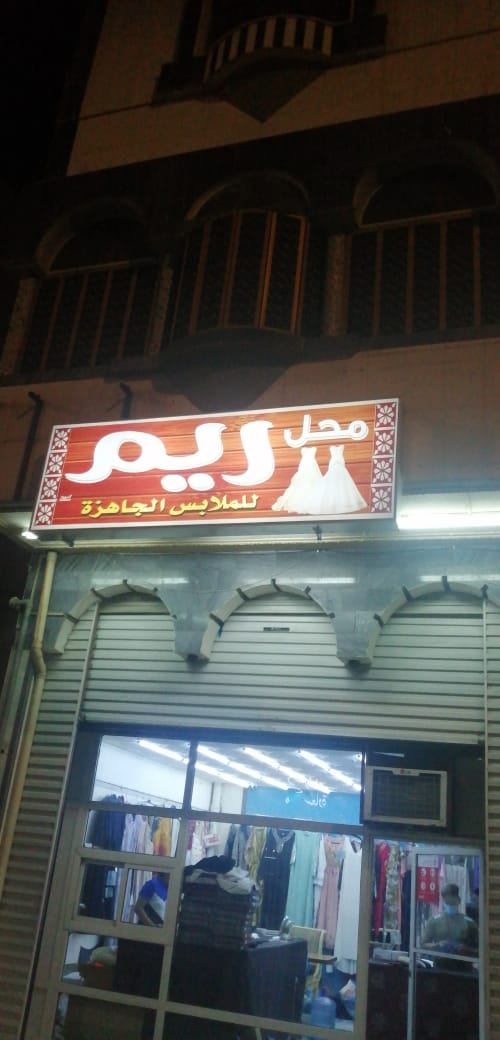 محل ريم
للملابس الجاهزة